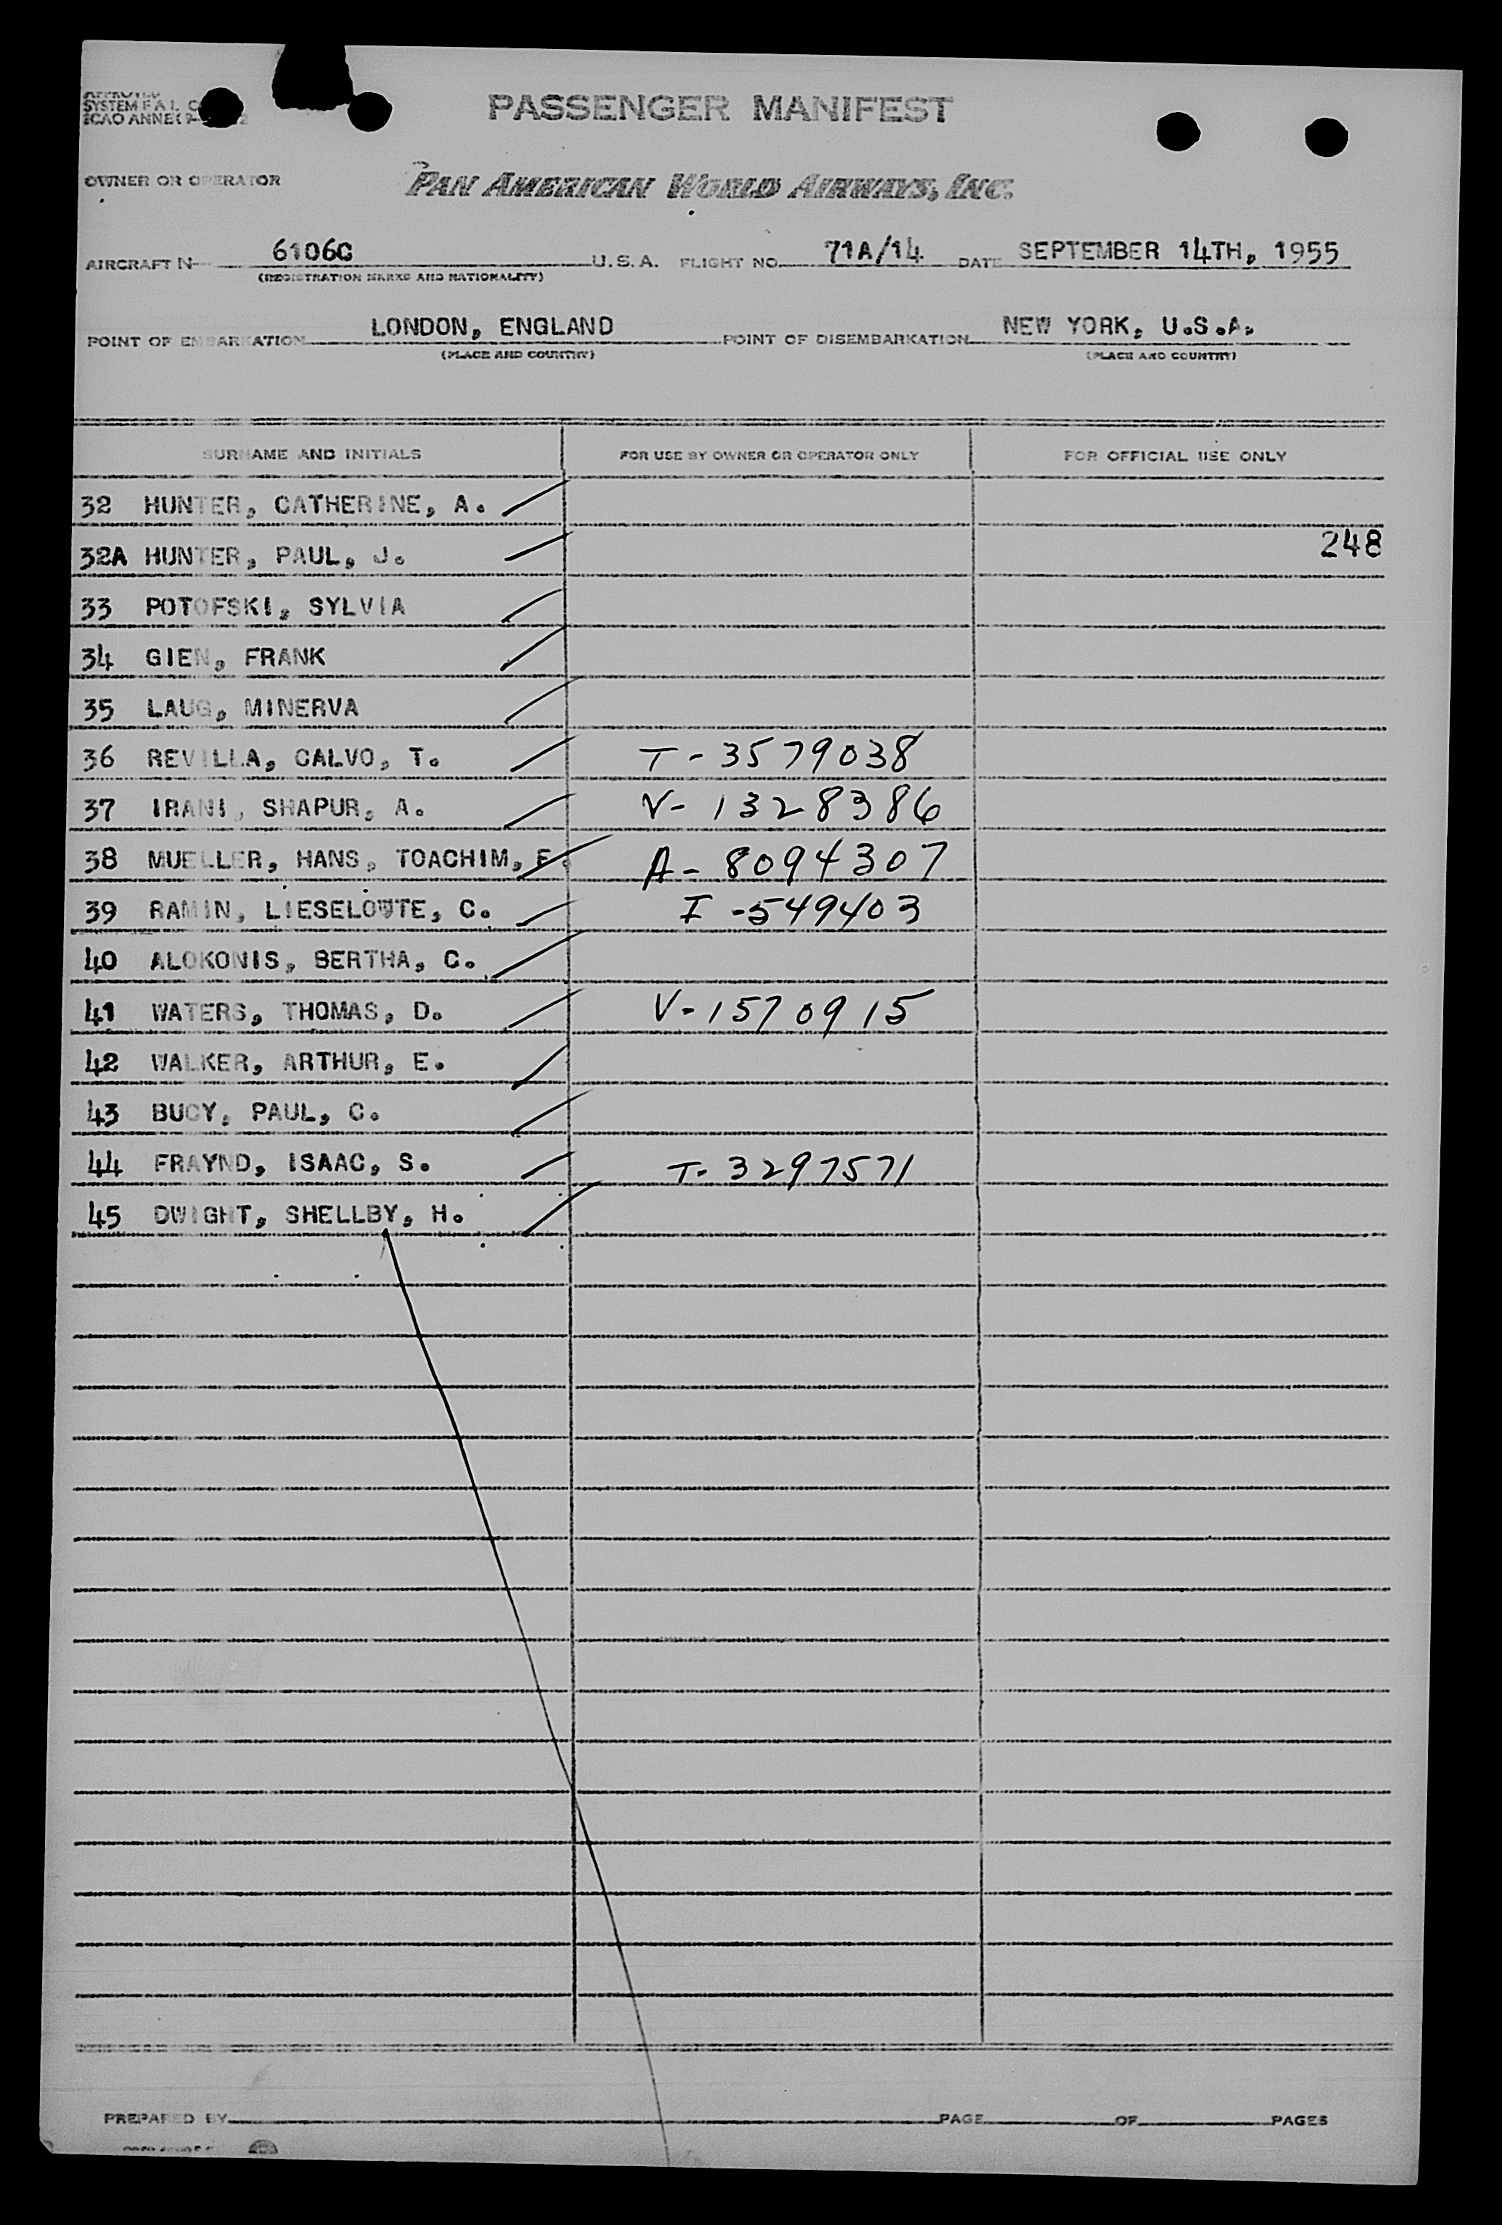 PASSENGER MANIFEST
OWNER OR OPERATOR
PAN AMERICAN WORLD AIRWAYS, INC.
AIRCRAFT N 6106C U.S.A. FLIGHT NO. 71A/14 DATE SEPTEMBER 14TH, 1955
(REGISTRATION MARKS AND NATIONALITY)
POINT OF EMBARKATION LONDON, ENGLAND POINT OF DISEMBARKATION NEW YORK, U.S.A.
(PLACE AND COUNTRY) (PLACE AND COUNTRY)
SURNAME AND INITIALS FOR USE BY OWNER OR OPERATOR ONLY FOR OFFICIAL USE ONLY
32 HUNTER, CATHERINE, A.
32A HUNTER, PAUL, J. 248
33 POTOFSKI, SYLVIA
34 GIEN, FRANK
35 LAUG, MINERVA
36 REVILLA, CALVO, T. T-3579038
37 IRANI, SHAPUR, A. V-1328386
38 MUELLER, HANS, TOACHIM, F. A-8094307
39 RAMIN, LIESELOTTE, C. I-549403
40 ALOKONIS, BERTHA, C.
41 WATERS, THOMAS, D. V-1570915
42 WALKER, ARTHUR, E.
43 BUCY, PAUL, C.
44 FRAYND, ISAAC, S. T-3297571
45 DWIGHT, SHELLBY, H.
PREPARED BY PAGE OF PAGES